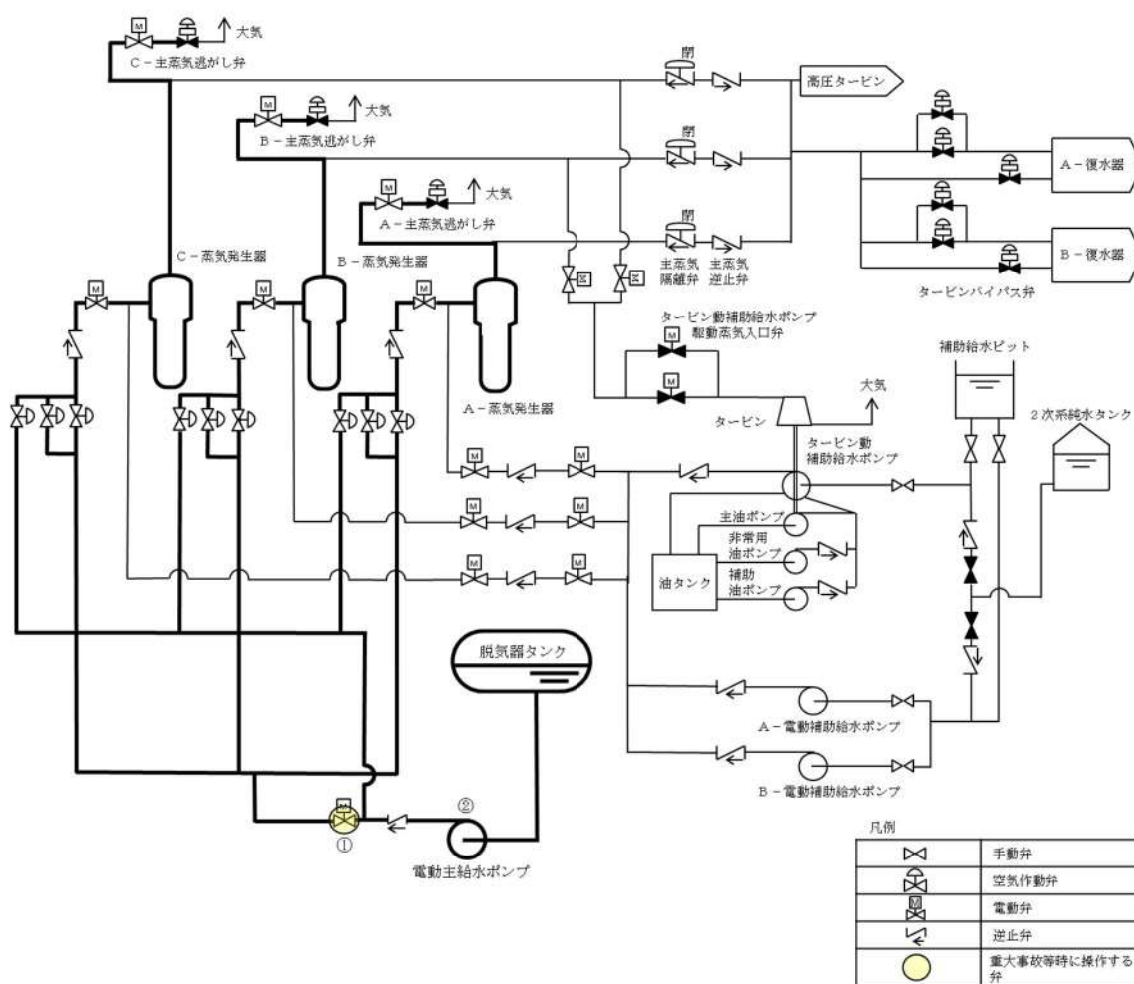 大気
C-主蒸気逃がし弁
大気
B-主蒸気逃がし弁
大気
A-主蒸気逃がし弁
閉
閉
閉
高圧タービン
A-復水器
B-復水器
タービンバイパス弁
主蒸気
隔離弁
主蒸気
逆止弁
C-蒸気発生器
B-蒸気発生器
A-蒸気発生器
タービン動補助給水ポンプ
駆動蒸気入口弁
補助給水ピット
2次系純水タンク
大気
タービン
タービン動
補助給水ポンプ
主油ポンプ
非常用
油ポンプ
補助
油ポンプ
油タンク
脱気器タンク
A-電動補助給水ポンプ
B-電動補助給水ポンプ
①
②
電動主給水ポンプ
凡例
手動弁
空気作動弁
M
電動弁
逆止弁
重大事故等時に操作する
弁